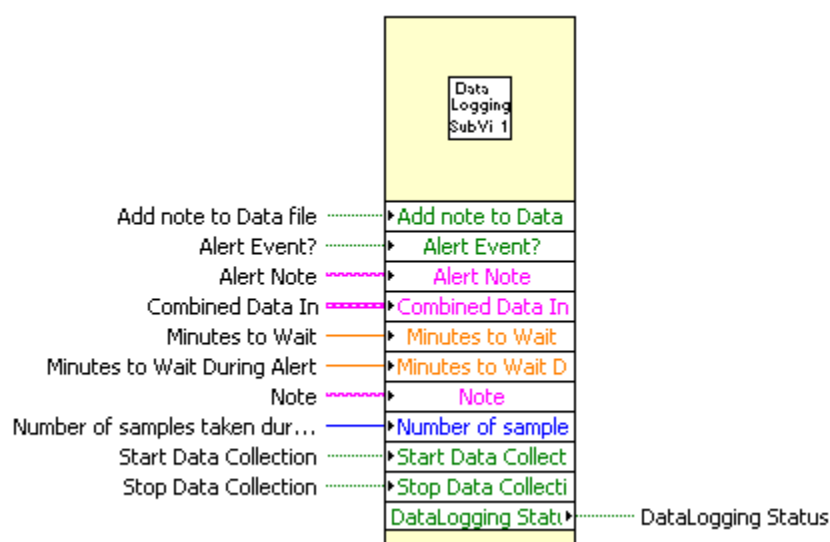 Data
Logging
SubVi 1
Add note to Data file
Add note to Data
Alert Event?
Alert Event?
Alert Note
Alert Note
Combined Data In
Combined Data In
Minutes to Wait
Minutes to Wait
Minutes to Wait During Alert
Minutes to Wait D
Note
Note
Number of samples taken dur...
Number of sample
Start Data Collection
Start Data Collect
Stop Data Collection
Stop Data Collecti
DataLogging Statu
DataLogging Status